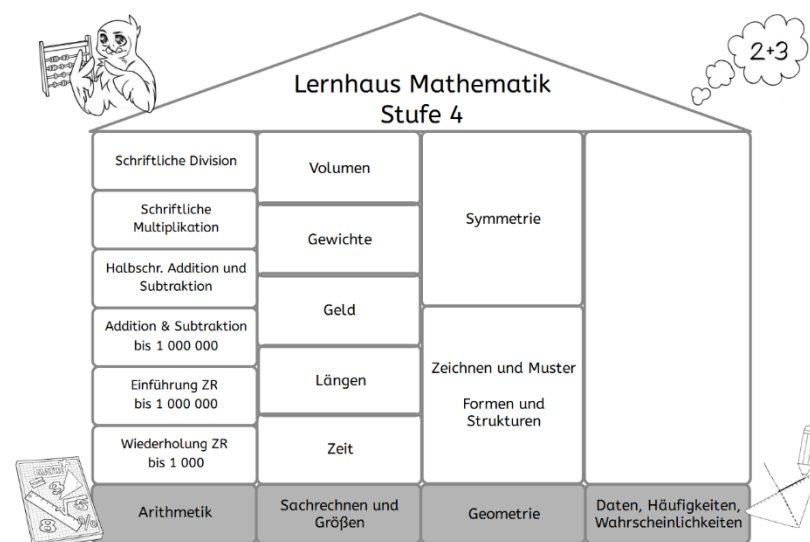 Lernhaus Mathematik
Stufe 4
2+3
Schriftliche Division
Schriftliche
Multiplikation
Halbschr. Addition und
Subtraktion
Addition & Subtraktion
bis 1 000 000
Einführung ZR
bis 1 000 000
Wiederholung ZR
bis 1 000
Arithmetik
Volumen
Gewichte
Geld
Längen
Zeit
Sachrechnen und
Größen
Symmetrie
Zeichnen und Muster
Formen und
Strukturen
Geometrie
Daten, Häufigkeiten,
Wahrscheinlichkeiten
MATHE
8
%